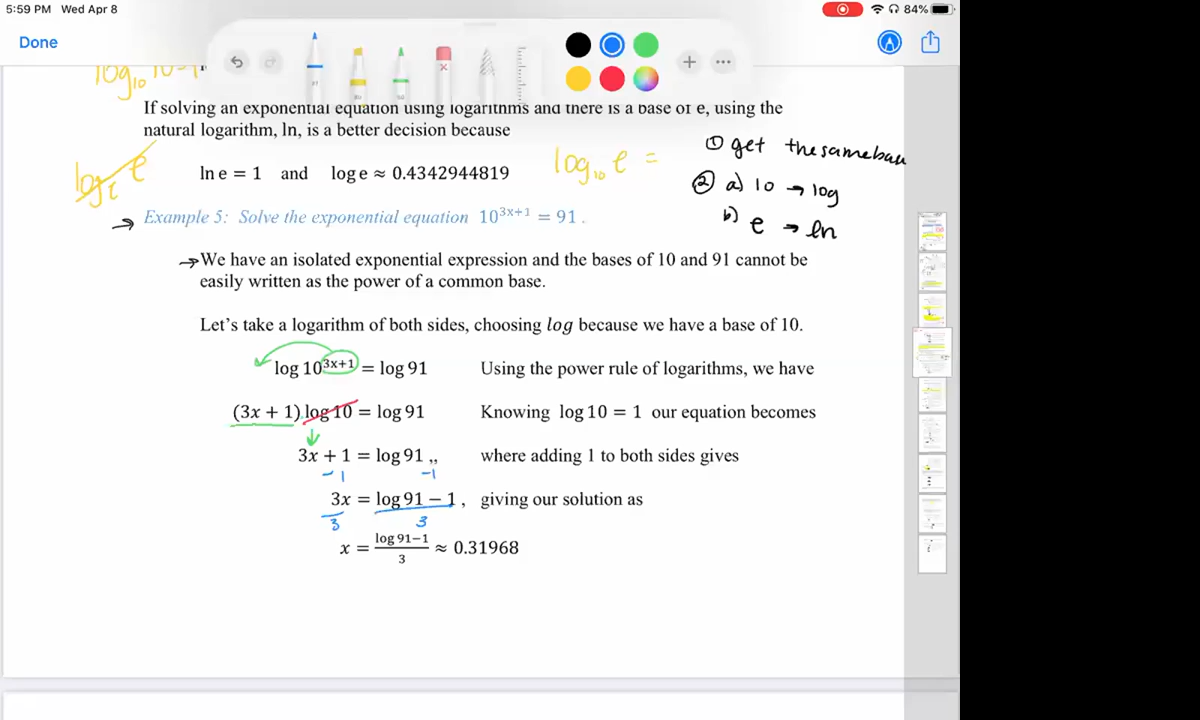 5:59 PM Wed Apr 8
84%
Done
log₁₀ 10=1
If solving an exponential equation using logarithms and there is a base of e, using the
natural logarithm, ln, is a better decision because
① get the same base
logₑ e
ln e = 1 and log e ≈ 0.4342944819
log₁₀ e =
② a) 10 → log
→ Example 5: Solve the exponential equation 10³ˣ⁺¹ = 91 .
b) e → ln
→ We have an isolated exponential expression and the bases of 10 and 91 cannot be
easily written as the power of a common base.
Let's take a logarithm of both sides, choosing log because we have a base of 10.
log 10³ˣ⁺¹ = log 91 Using the power rule of logarithms, we have
(3x + 1) log 10 = log 91 Knowing log 10 = 1 our equation becomes
3x + 1 = log 91 ,, where adding 1 to both sides gives
−1 −1
3x = log 91 − 1 , giving our solution as
3 3
x = (log 91−1)/3 ≈ 0.31968